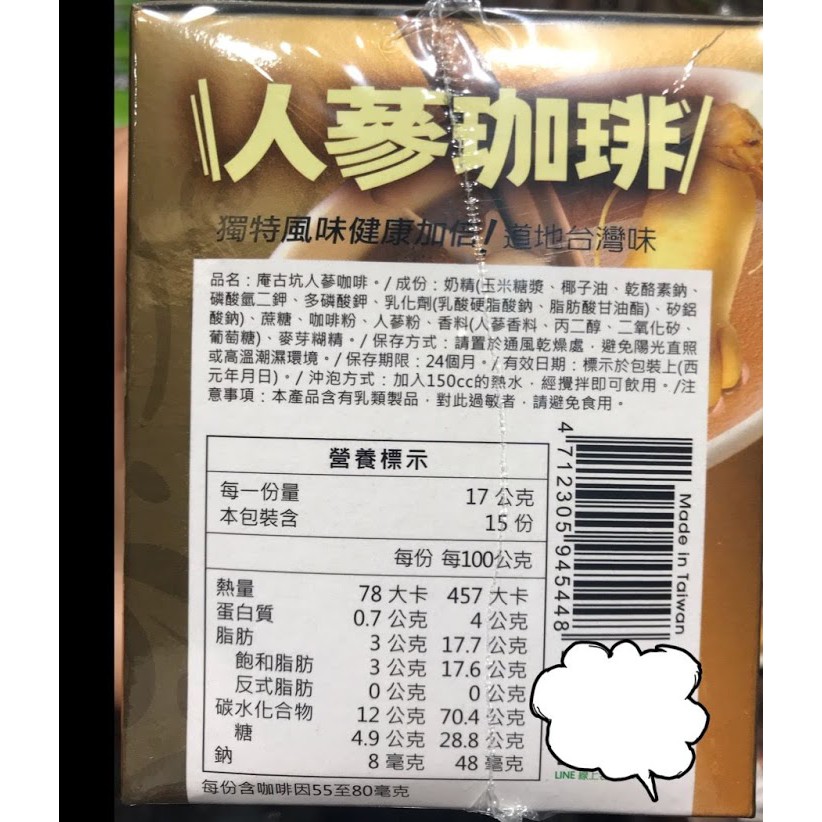 人蔘咖啡
獨特風味健康加倍!道地台灣味
品名：庵古坑人蔘咖啡。/成份：奶精(玉米糖漿、椰子油、乾酪素鈉、
磷酸氫二鉀、多磷酸鉀、乳化劑(乳酸硬脂酸鈉、脂肪酸甘油酯)、矽鋁
酸鈉)、蔗糖、咖啡粉、人蔘粉、香料(人蔘香料、丙二醇、二氧化矽、
葡萄糖)、麥芽糊精。/保存方式：請置於通風乾燥處，避免陽光直照
或高溫潮濕環境。/保存期限：24個月。/有效日期：標示於包裝上(西
元年月日)。/沖泡方式：加入150cc的熱水，經攪拌即可飲用。/注
意事項：本產品含有乳類製品，對此過敏者，請避免食用。
營養標示
每一份量 17 公克
本包裝含 15 份
每份 每100公克
熱量 78 大卡 457 大卡
蛋白質 0.7 公克 4 公克
脂肪 3 公克 17.7 公克
飽和脂肪 3 公克 17.6 公克
反式脂肪 0 公克 0 公克
碳水化合物 12 公克 70.4 公克
糖 4.9 公克 28.8 公克
鈉 8 毫克 48 毫克
每份含咖啡因55至80毫克
4 712305 945448
Made in Taiwan
LINE 線上